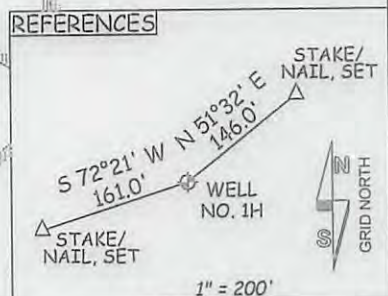 REFERENCES
STAKE/
NAIL, SET
N 51°32' E
146.0'
S 72°21' W
161.0'
WELL
NO. 1H
STAKE/
NAIL, SET
N
S
GRID NORTH
1" = 200'